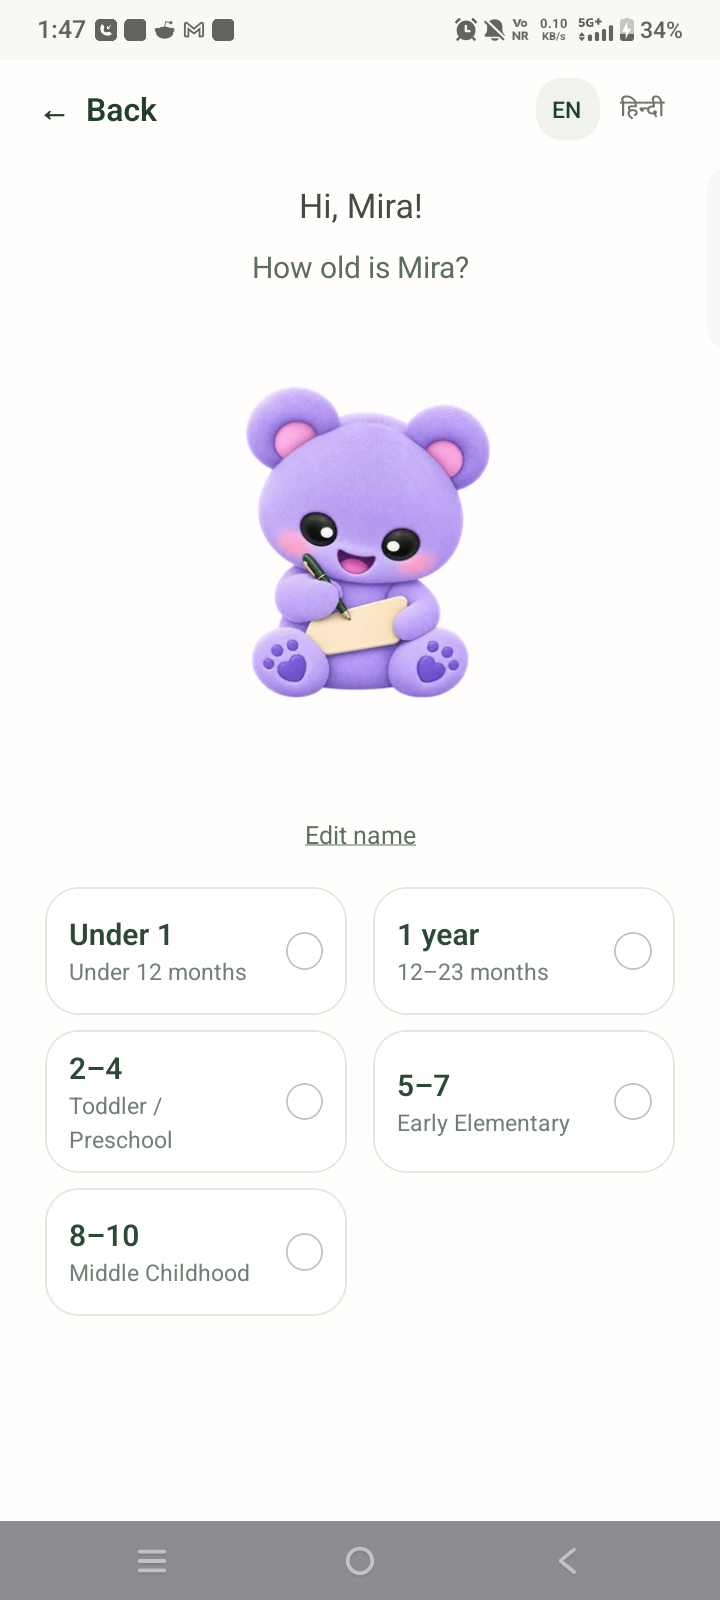 1:47
Vo NR 0.10 KB/s 5G+ 34%
← Back
EN हिन्दी
Hi, Mira!
How old is Mira?
Edit name
Under 1
Under 12 months
1 year
12–23 months
2–4
Toddler /
Preschool
5–7
Early Elementary
8–10
Middle Childhood